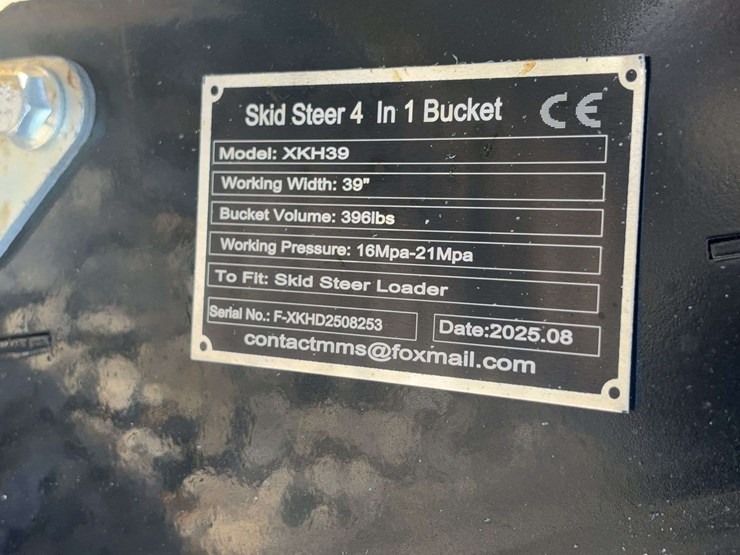 Skid Steer 4 In 1 Bucket CE
Model: XKH39
Working Width: 39"
Bucket Volume: 396lbs
Working Pressure: 16Mpa-21Mpa
To Fit: Skid Steer Loader
Serial No.: F-XKHD2508253 Date:2025.08
contactmms@foxmail.com